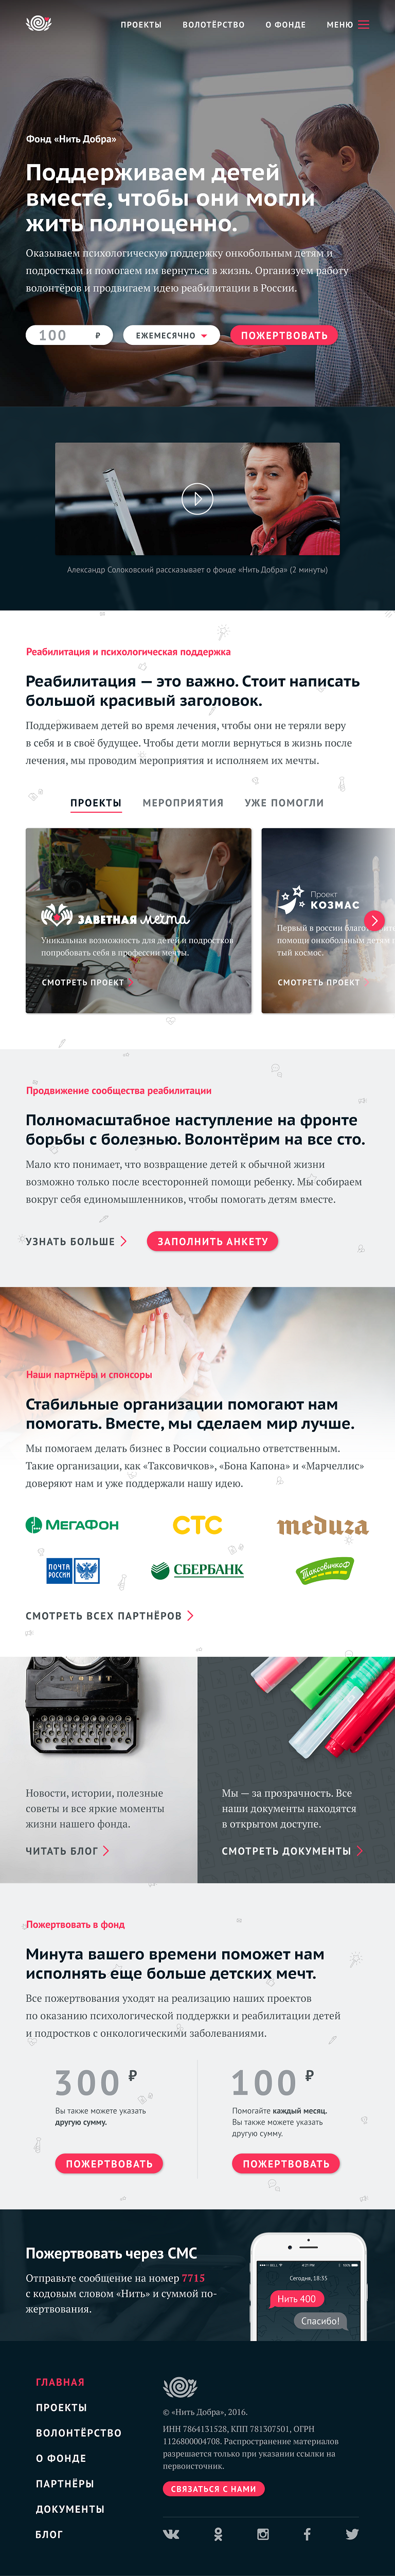 ПРОЕКТЫ ВОЛОТЁРСТВО О ФОНДЕ МЕНЮ
Фонд «Нить Добра»
Поддерживаем детей
вместе, чтобы они могли
жить полноценно.
Оказываем психологическую поддержку онкобольным детям и
подросткам и помогаем им вернуться в жизнь. Организуем работу
волонтёров и продвигаем идею реабилитации в России.
100 ₽ ЕЖЕМЕСЯЧНО ПОЖЕРТВОВАТЬ
Александр Солоковский рассказывает о фонде «Нить Добра» (2 минуты)
Реабилитация и психологическая поддержка
Реабилитация — это важно. Стоит написать
большой красивый заголовок.
Поддерживаем детей во время лечения, чтобы они не теряли веру
в себя и в своё будущее. Чтобы дети могли вернуться в жизнь после
лечения, мы проводим мероприятия и исполняем их мечты.
ПРОЕКТЫ МЕРОПРИЯТИЯ УЖЕ ПОМОГЛИ
ЗАВЕТНАЯ мечта
Уникальная возможность для детей и подростков
попробовать себя в профессии мечты.
СМОТРЕТЬ ПРОЕКТ
Проект
КОЗМАС
Первый в россии
помощи онкобольным детям
тый космос.
СМОТРЕТЬ ПРОЕКТ
Продвижение сообщества реабилитации
Полномасштабное наступление на фронте
борьбы с болезнью. Волонтёрим на все сто.
Мало кто понимает, что возвращение детей к обычной жизни
возможно только после всесторонней помощи ребенку. Мы собираем
вокруг себя единомышленников, чтобы помогать детям вместе.
УЗНАТЬ БОЛЬШЕ ЗАПОЛНИТЬ АНКЕТУ
Наши партнёры и спонсоры
Стабильные организации помогают нам
помогать. Вместе, мы сделаем мир лучше.
Мы помогаем делать бизнес в России социально ответственным.
Такие организации, как «Таксовичков», «Бона Капона» и «Марчеллис»
доверяют нам и уже поддержали нашу идею.
МЕГАФОН СТС meduza
ПОЧТА
РОССИИ
СБЕРБАНК
ТаксовичкоФ
СМОТРЕТЬ ВСЕХ ПАРТНЁРОВ
Новости, истории, полезные
советы и все яркие моменты
жизни нашего фонда.
ЧИТАТЬ БЛОГ
Мы — за прозрачность. Все
наши документы находятся
в открытом доступе.
СМОТРЕТЬ ДОКУМЕНТЫ
Пожертвовать в фонд
Минута вашего времени поможет нам
исполнять еще больше детских мечт.
Все пожертвования уходят на реализацию наших проектов
по оказанию психологической поддержки и реабилитации детей
и подростков с онкологическими заболеваниями.
300 ₽
Вы также можете указать
другую сумму.
ПОЖЕРТВОВАТЬ
100 ₽
Помогайте каждый месяц.
Вы также можете указать
другую сумму.
ПОЖЕРТВОВАТЬ
Пожертвовать через СМС
Отправьте сообщение на номер 7715
с кодовым словом «Нить» и суммой по-
жертвования.
Сегодня, 18:35
Нить 400
Спасибо!
ГЛАВНАЯ
ПРОЕКТЫ
ВОЛОНТЁРСТВО
О ФОНДЕ
ПАРТНЁРЫ
ДОКУМЕНТЫ
БЛОГ
© «Нить Добра», 2016.
ИНН 7864131528, КПП 781307501, ОГРН
1126800004708. Распространение материалов
разрешается только при указании ссылки на
первоисточник.
СВЯЗАТЬСЯ С НАМИ